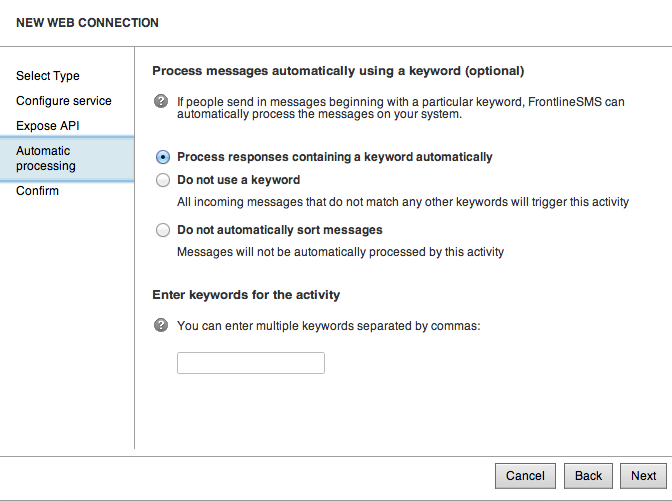 NEW WEB CONNECTION
Select Type
Configure service
Expose API
Automatic
processing
Confirm
Process messages automatically using a keyword (optional)
? If people send in messages beginning with a particular keyword, FrontlineSMS can
automatically process the messages on your system.
Process responses containing a keyword automatically
Do not use a keyword
All incoming messages that do not match any other keywords will trigger this activity
Do not automatically sort messages
Messages will not be automatically processed by this activity
Enter keywords for the activity
? You can enter multiple keywords separated by commas:
Cancel Back Next